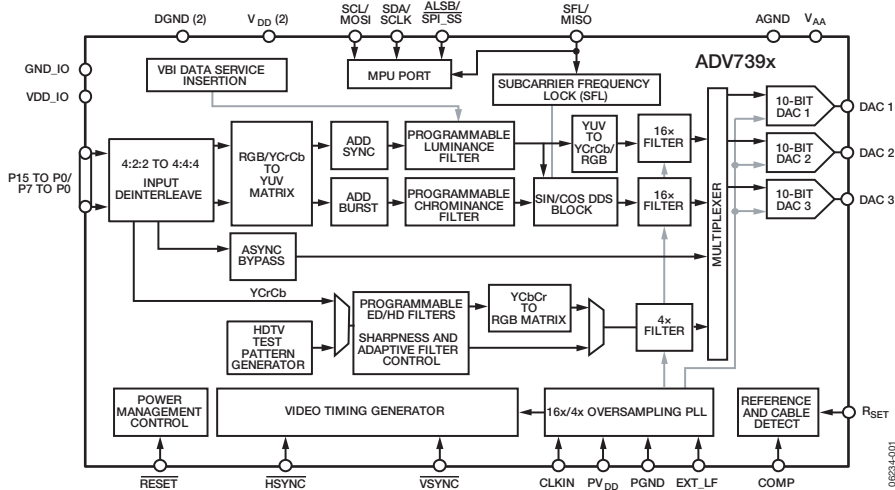 DGND (2)
VDD (2)
SCL/
MOSI
SDA/
SCLK
ALSB/
SPI_SS
SFL/
MISO
AGND
VAA
GND_IO
VDD_IO
P15 TO P0/
P7 TO P0
ADV739x
VBI DATA SERVICE
INSERTION
MPU PORT
SUBCARRIER FREQUENCY
LOCK (SFL)
4:2:2 TO 4:4:4
INPUT
DEINTERLEAVE
RGB/YCrCb
TO
YUV
MATRIX
ADD
SYNC
PROGRAMMABLE
LUMINANCE
FILTER
YUV
TO
YCrCb/
RGB
16×
FILTER
ADD
BURST
PROGRAMMABLE
CHROMINANCE
FILTER
SIN/COS DDS
BLOCK
16×
FILTER
MULTIPLEXER
10-BIT
DAC 1
DAC 1
10-BIT
DAC 2
DAC 2
10-BIT
DAC 3
DAC 3
ASYNC
BYPASS
YCrCb
HDTV
TEST
PATTERN
GENERATOR
PROGRAMMABLE
ED/HD FILTERS
SHARPNESS AND
ADAPTIVE FILTER
CONTROL
YCbCr
TO
RGB MATRIX
4×
FILTER
POWER
MANAGEMENT
CONTROL
VIDEO TIMING GENERATOR
16x/4x OVERSAMPLING PLL
REFERENCE
AND CABLE
DETECT
RSET
RESET
HSYNC
VSYNC
CLKIN
PVDD
PGND
EXT_LF
COMP
06234-001